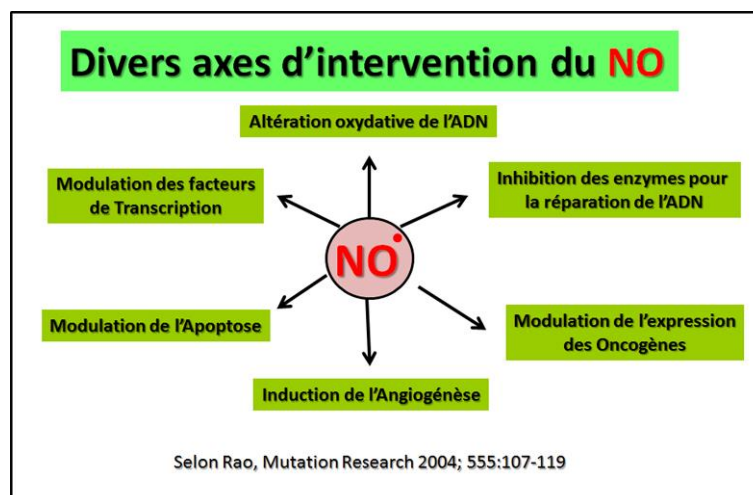 Divers axes d'intervention du NO
Altération oxydative de l'ADN
Modulation des facteurs
de Transcription
Inhibition des enzymes pour
la réparation de l'ADN
NO•
Modulation de l'Apoptose
Modulation de l'expression
des Oncogènes
Induction de l'Angiogénèse
Selon Rao, Mutation Research 2004; 555:107-119